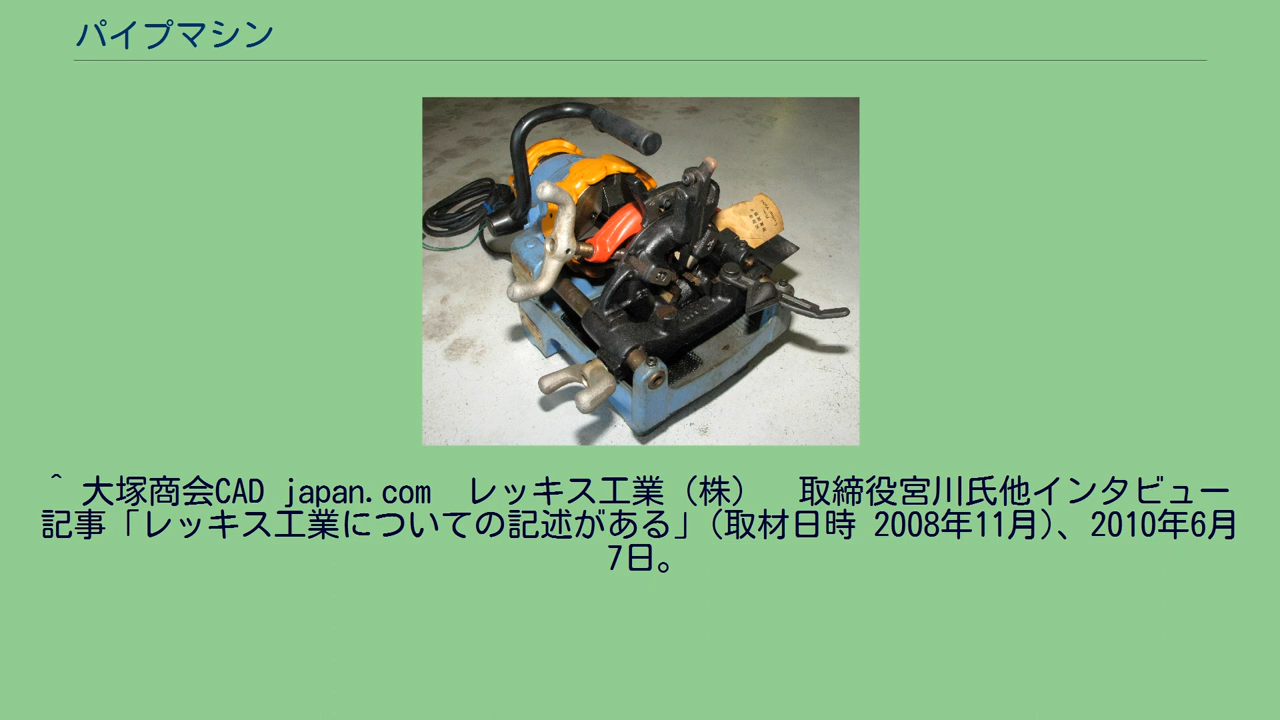 パイプマシン
^ 大塚商会CAD japan.com　レッキス工業（株）　取締役宮川氏他インタビュー
記事「レッキス工業についての記述がある」(取材日時 2008年11月)、2010年6月
7日。